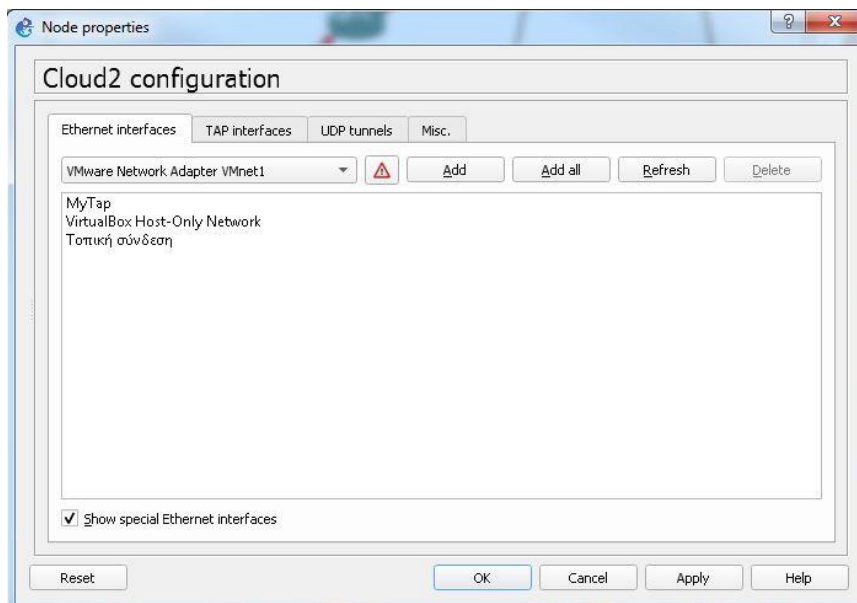 Node properties
Cloud2 configuration
Ethernet interfaces TAP interfaces UDP tunnels Misc.
VMware Network Adapter VMnet1 Add Add all Refresh Delete
MyTap
VirtualBox Host-Only Network
Τοπική σύνδεση
Show special Ethernet interfaces
Reset OK Cancel Apply Help